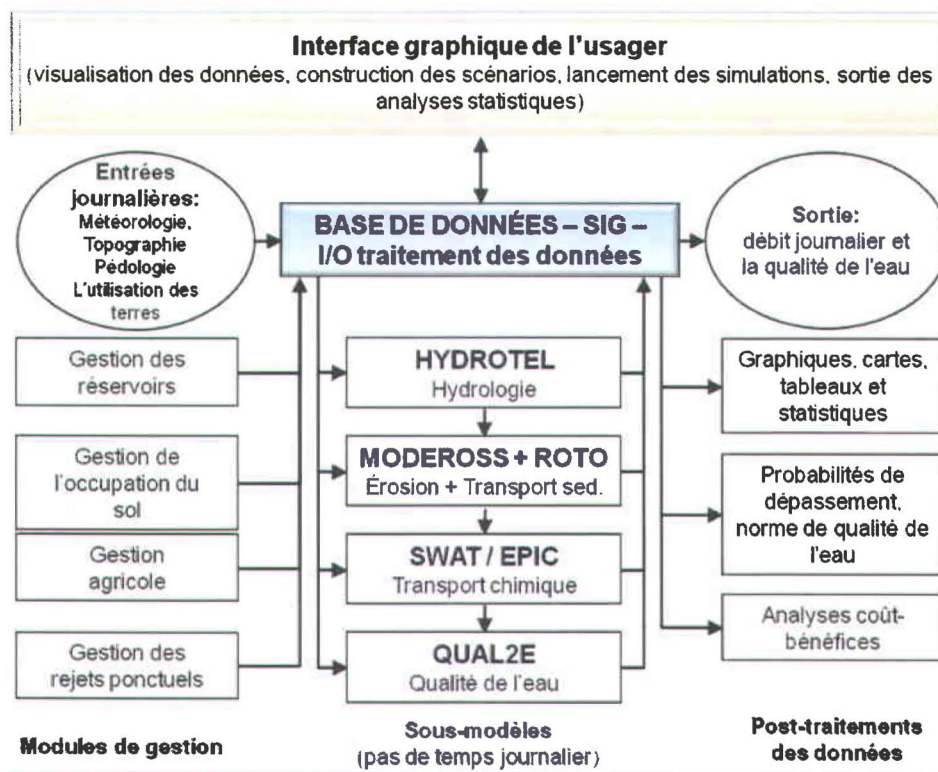 Interface graphique de l'usager
(visualisation des données, construction des scénarios, lancement des simulations, sortie des
analyses statistiques)
Entrées
journalières:
Météorologie,
Topographie
Pédologie
L'utilisation des
terres
BASE DE DONNÉES – SIG –
I/O traitement des données
Sortie:
débit journalier et
la qualité de l'eau
Gestion des
réservoirs
Gestion de
l'occupation du
sol
Gestion
agricole
Gestion des
rejets ponctuels
Modules de gestion
HYDROTEL
Hydrologie
MODEROSS + ROTO
Érosion + Transport sed.
SWAT / EPIC
Transport chimique
QUAL2E
Qualité de l'eau
Sous-modèles
(pas de temps journalier)
Graphiques, cartes,
tableaux et
statistiques
Probabilités de
dépassement,
norme de qualité de
l'eau
Analyses coût-
bénéfices
Post-traitements
des données